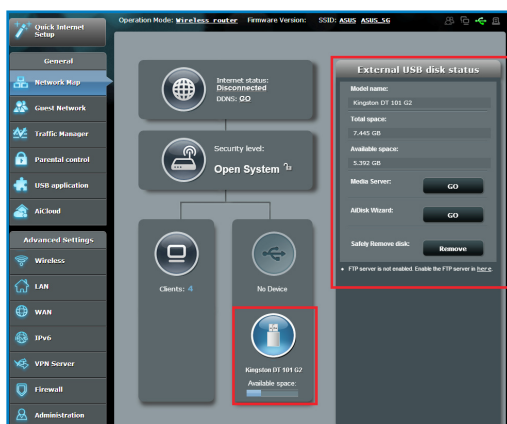 Quick Internet
Setup
Operation Mode: Wireless router Firmware Version: SSID: ASUS ASUS_5G
General
Network Map
Guest Network
Traffic Manager
Parental control
USB application
AiCloud
Advanced Settings
Wireless
LAN
WAN
IPv6
VPN Server
Firewall
Administration
Internet status:
Disconnected
DDNS: GO
Security level:
Open System
Clients: 4
No Device
Kingston DT 101 G2
Available space:
External USB disk status
Model name:
Kingston DT 101 G2
Total space:
7.445 GB
Available space:
5.392 GB
Media Server: GO
AiDisk Wizard: GO
Safely Remove disk: Remove
• FTP server is not enabled. Enable the FTP server in here.